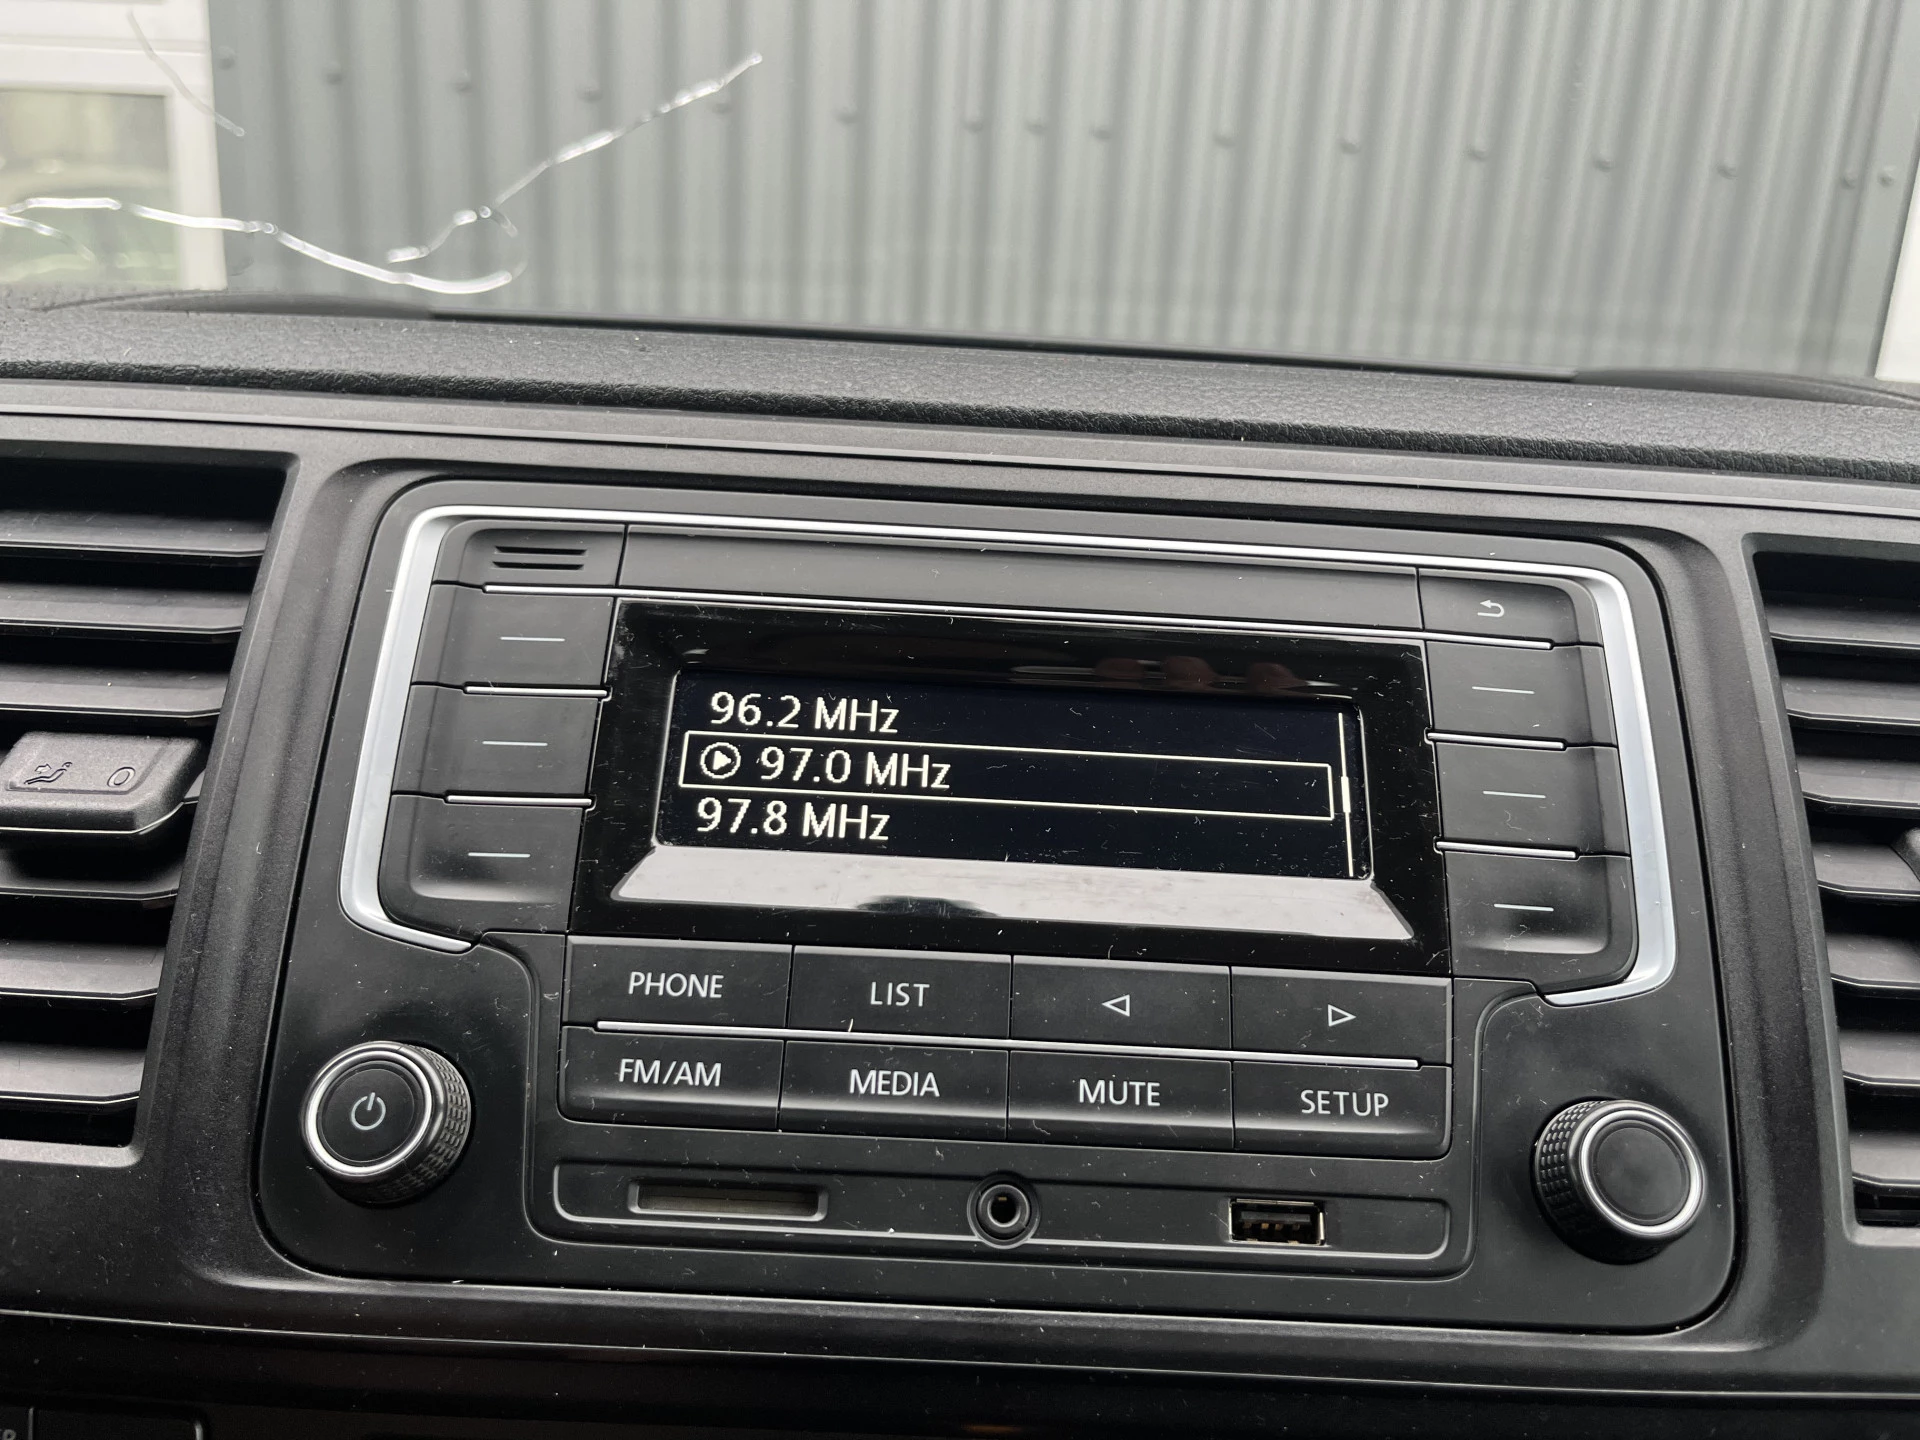 96.2 MHz
97.0 MHz
97.8 MHz
PHONE LIST
FM/AM MEDIA MUTE SETUP
O